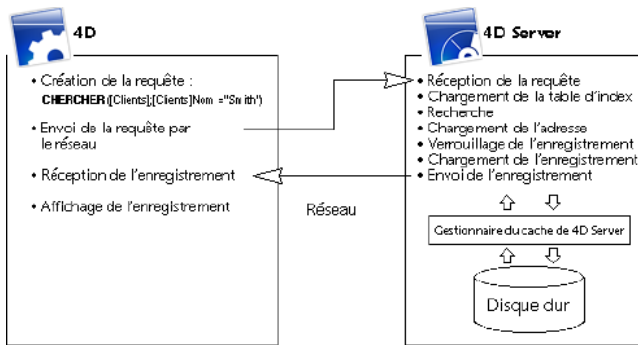 4D
• Création de la requête :
CHERCHER([Clients];[Clients]Nom ="Smith")
• Envoi de la requête par
le réseau
• Réception de l'enregistrement
• Affichage de l'enregistrement
Réseau
4D Server
• Réception de la requête
• Chargement de la table d'index
• Recherche
• Chargement de l'adresse
• Verrouillage de l'enregistrement
• Chargement de l'enregistrement
• Envoi de l'enregistrement
Gestionnaire du cache de 4D Server
Disque dur